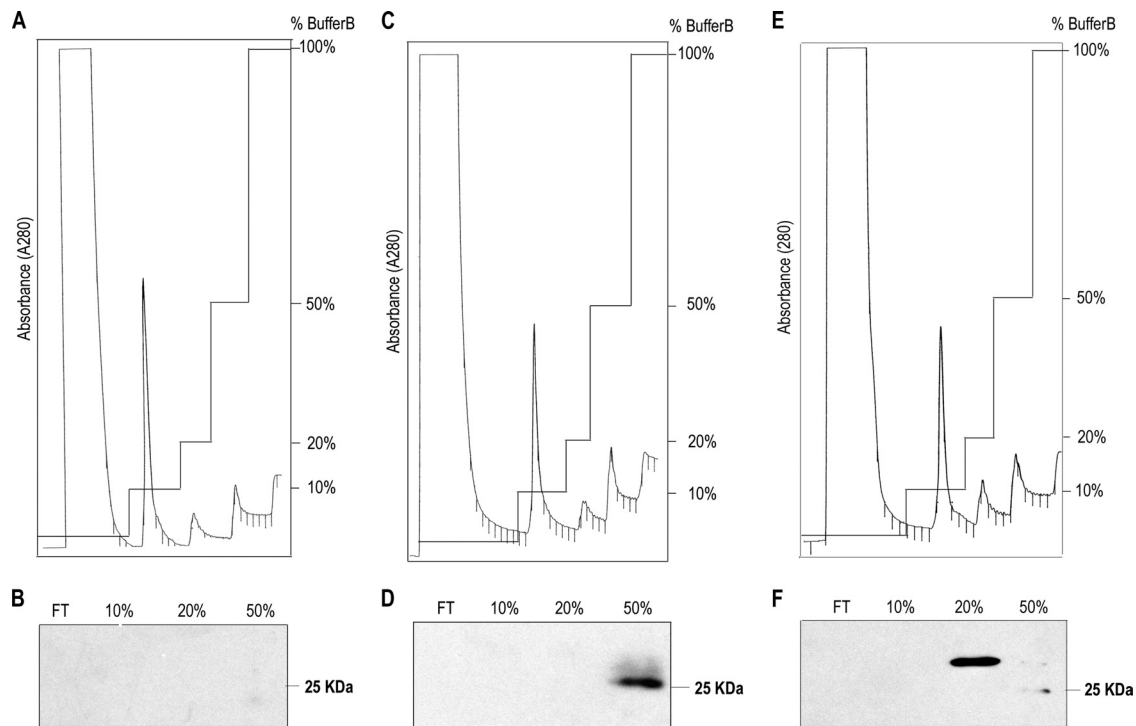 A
% BufferB
100%
50%
20%
10%
Absorbance (A280)
B
FT 10% 20% 50%
25 KDa
C
% BufferB
100%
50%
20%
10%
Absorbance (A280)
D
FT 10% 20% 50%
25 KDa
E
% BufferB
100%
50%
20%
10%
Absorbance (280)
F
FT 10% 20% 50%
25 KDa